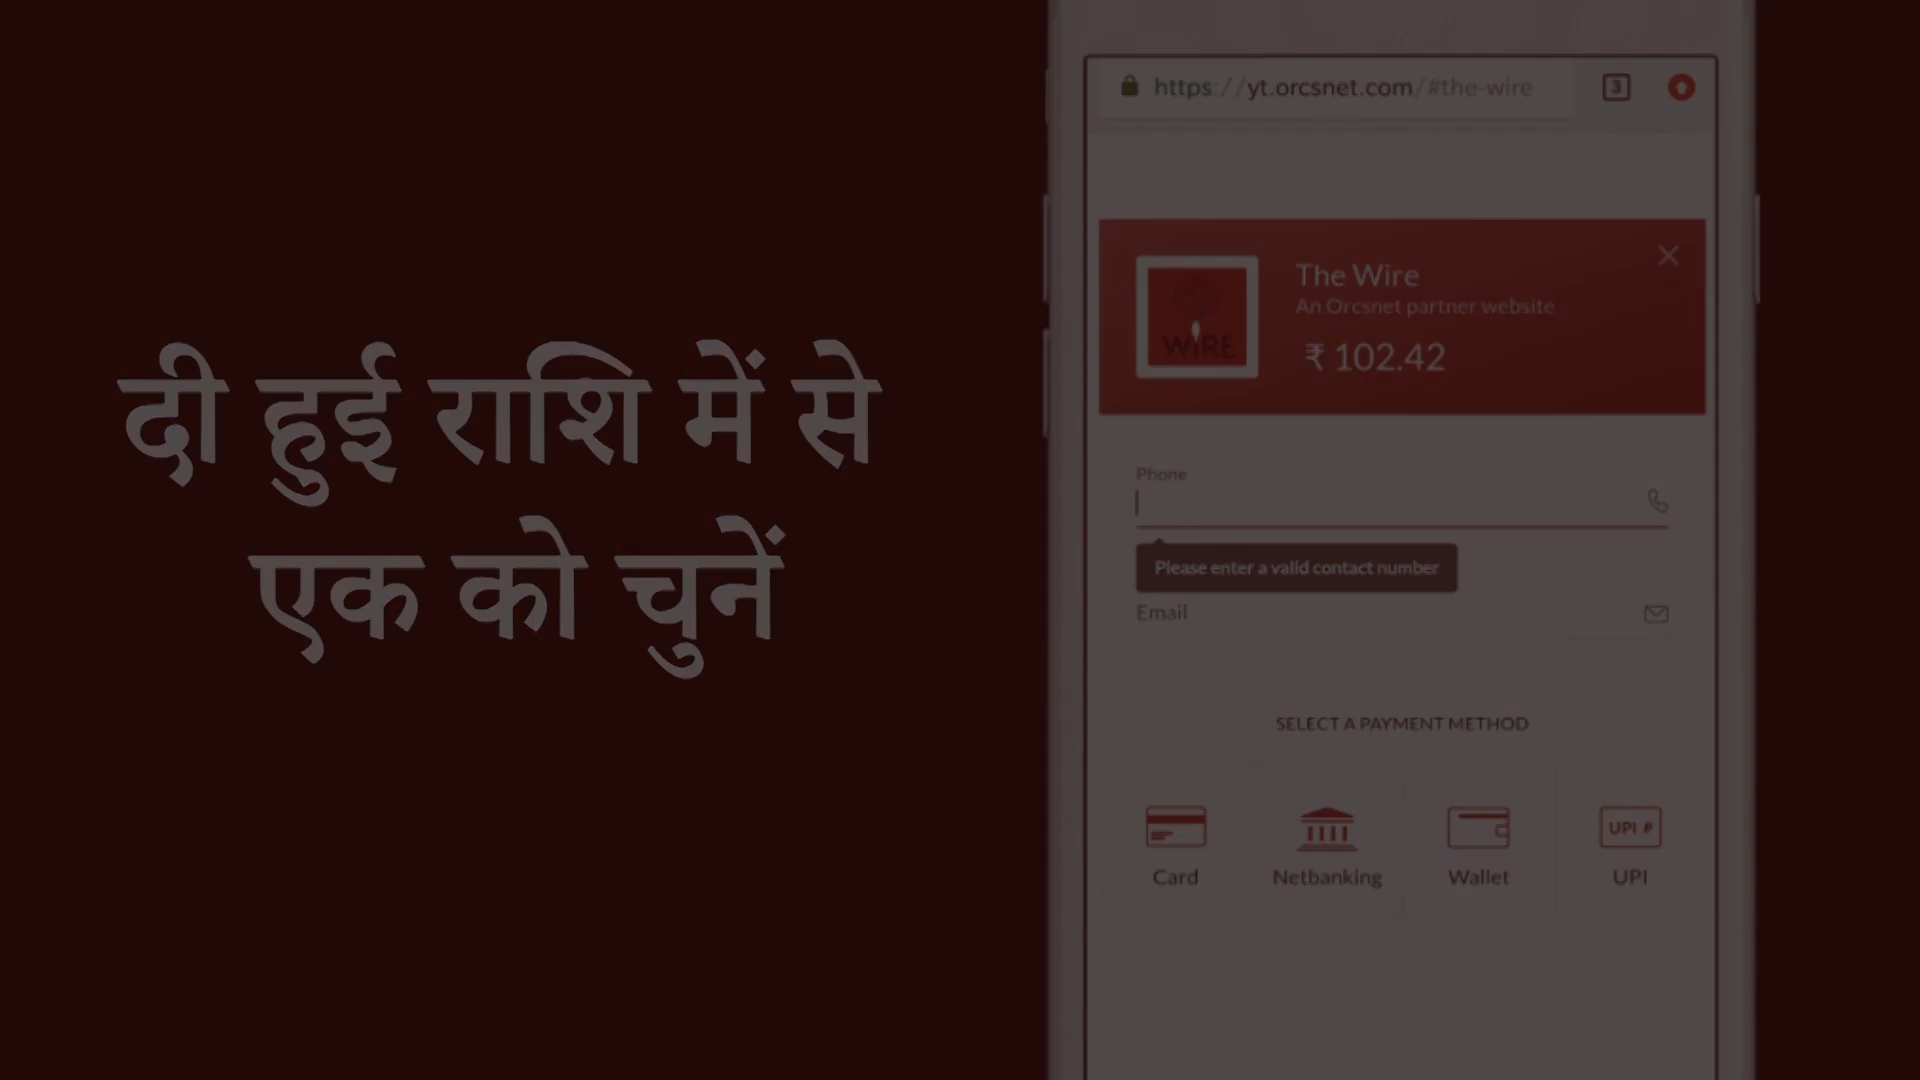 दी हुई राशि में से
एक को चुनें
https://yt.orcsnet.com/#the-wire
3
The Wire
An Orcsnet partner website
₹ 102.42
WIRE
Phone
Please enter a valid contact number
Email
SELECT A PAYMENT METHOD
UPI
Card
Netbanking
Wallet
UPI